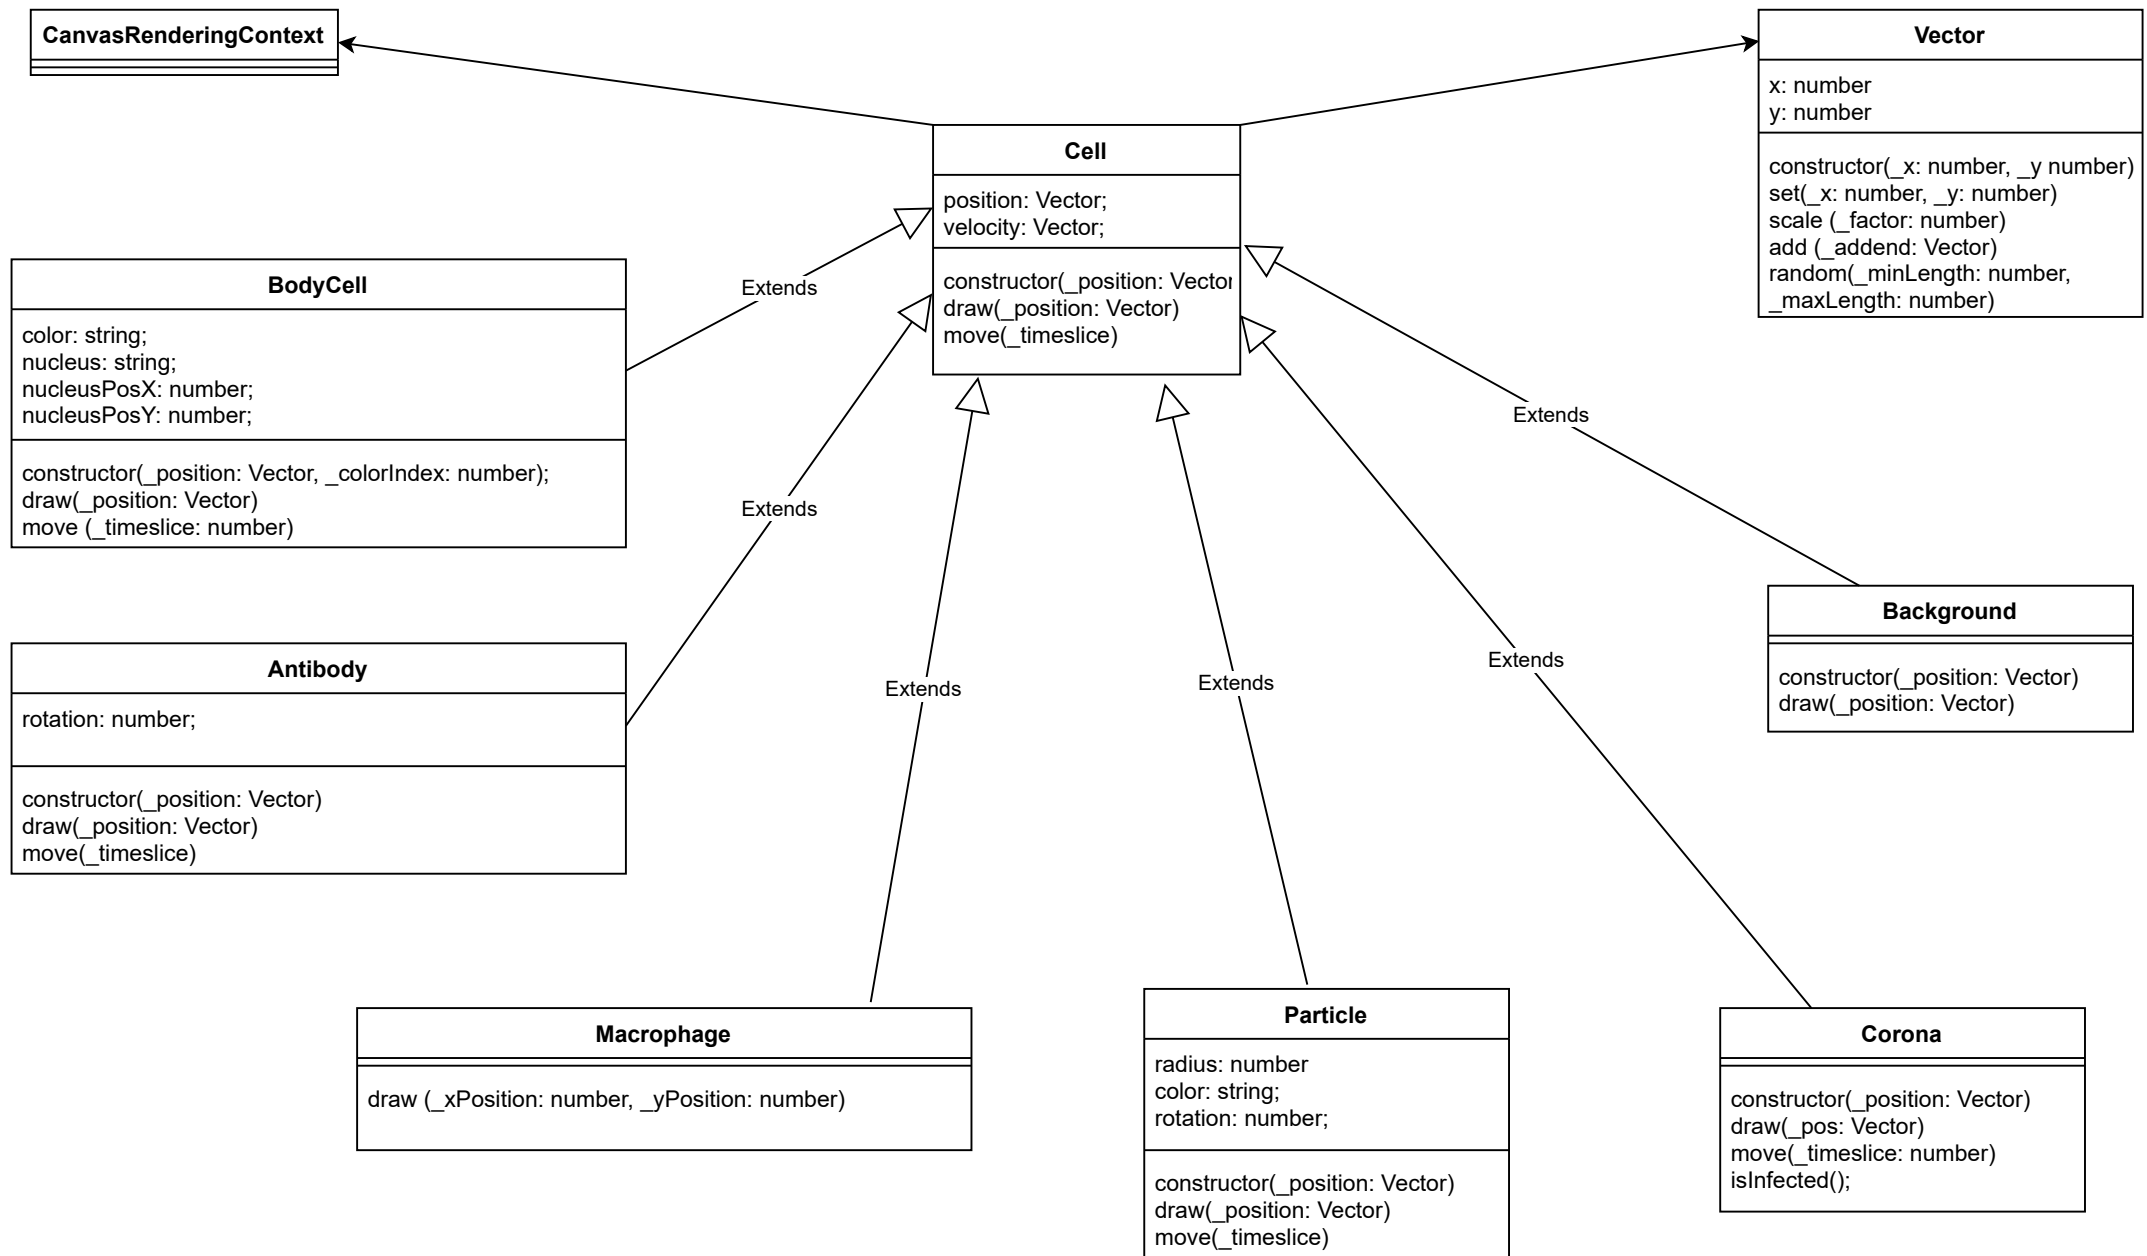 CanvasRenderingContext
Vector
x: number
y: number
constructor(_x: number, _y number)
set(_x: number, _y: number)
scale (_factor: number)
add (_addend: Vector)
random(_minLength: number,
_maxLength: number)
Cell
position: Vector;
velocity: Vector;
constructor(_position: Vector
draw(_position: Vector)
move(_timeslice)
BodyCell
color: string;
nucleus: string;
nucleusPosX: number;
nucleusPosY: number;
constructor(_position: Vector, _colorIndex: number);
draw(_position: Vector)
move (_timeslice: number)
Extends
Extends
Extends
Extends
Extends
Extends
Antibody
rotation: number;
constructor(_position: Vector)
draw(_position: Vector)
move(_timeslice)
Background
constructor(_position: Vector)
draw(_position: Vector)
Macrophage
draw (_xPosition: number, _yPosition: number)
Particle
radius: number
color: string;
rotation: number;
constructor(_position: Vector)
draw(_position: Vector)
move(_timeslice)
Corona
constructor(_position: Vector)
draw(_pos: Vector)
move(_timeslice: number)
isInfected();